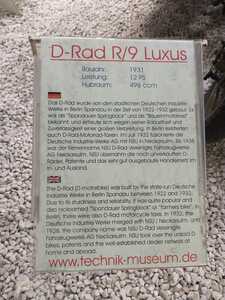 D-Rad R/9 Luxus
Baujahr: 1931
Leistung: 12 PS
Hubraum: 498 ccm
Das D-Rad wurde von den staatlichen Deutschen Industrie
Werke in Berlin Spandau in der Zeit von 1922-1932 gebaut. Es
war als "Spandauer Springbock" und als
bekannt und erfreute sich wegen seiner Robustheit und
Zuverlässigkeit einer großen Verbreitung. In Berlin existierten
auch D-Rad-Motorrad-Taxen. Im Juli 1932 fusionierte die
Deutsche Industrie Werke AG mit NSU in Neckarsulm. Bis 1938
war der Firmenname NSU D-Rad Vereinigte Fahrzeugwerke
AG Neckarsulm. NSU übernahm die noch unverkauften D-
Räder, Patente und das sehr gut ausgebaute Händlernetz im
In- und Ausland.
The D-Rad (D-motorbike) was built by the state-run Deutsche
Industrie Werke in Berlin Spandau between 1922 and 1932.
Due to its sturdiness and reliability, it was quite popular and
also nicknamed "Spandauer Springbock" or "farmers bike". In
Berlin, there were also D-Rad motorcycle taxis. In 1932, the
Deutsche Industrie Werke merged with NSU Neckarsulm, and until
1938, the company name was NSU D-Rad Vereinigte
Fahrzeugwerke AG Neckarsulm. NSU took over the unsold D-
bikes, patents and the well-established dealer network at
home and abroad.
www.technik-museum.de